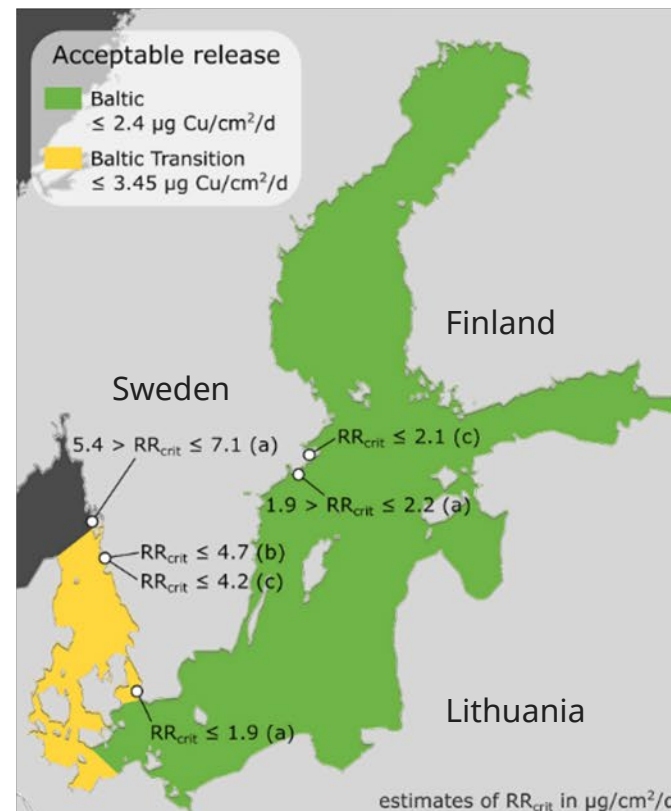 Acceptable release
Baltic
≤ 2.4 µg Cu/cm²/d
Baltic Transition
≤ 3.45 µg Cu/cm²/d
Finland
Sweden
5.4 > RRcrit ≤ 7.1 (a)
RRcrit ≤ 2.1 (c)
1.9 > RRcrit ≤ 2.2 (a)
RRcrit ≤ 4.7 (b)
RRcrit ≤ 4.2 (c)
Lithuania
RRcrit ≤ 1.9 (a)
estimates of RRcrit in µg/cm²/d